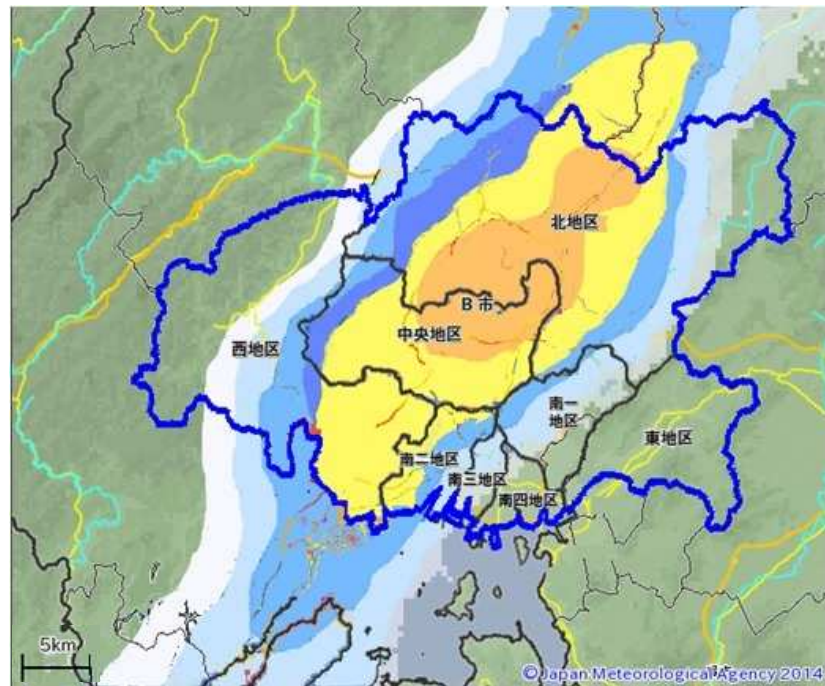 北地区
B 市
中央地区
西地区
南一
地区
東地区
南二地区
南三地区
南四地区
5km
© Japan Meteorological Agency 2014